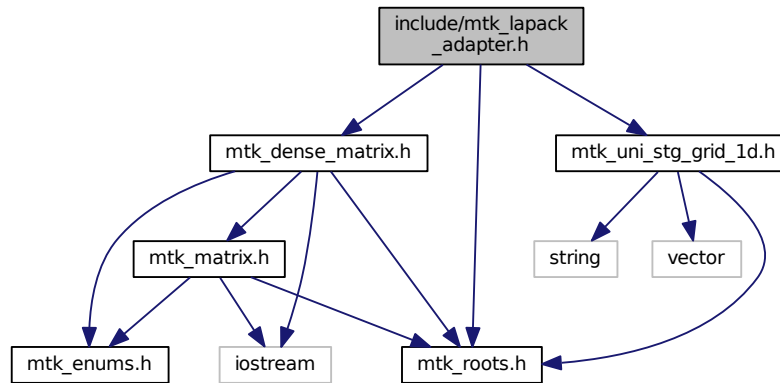 include/mtk_lapack
_adapter.h
mtk_dense_matrix.h
mtk_uni_stg_grid_1d.h
mtk_matrix.h
string
vector
mtk_enums.h
iostream
mtk_roots.h